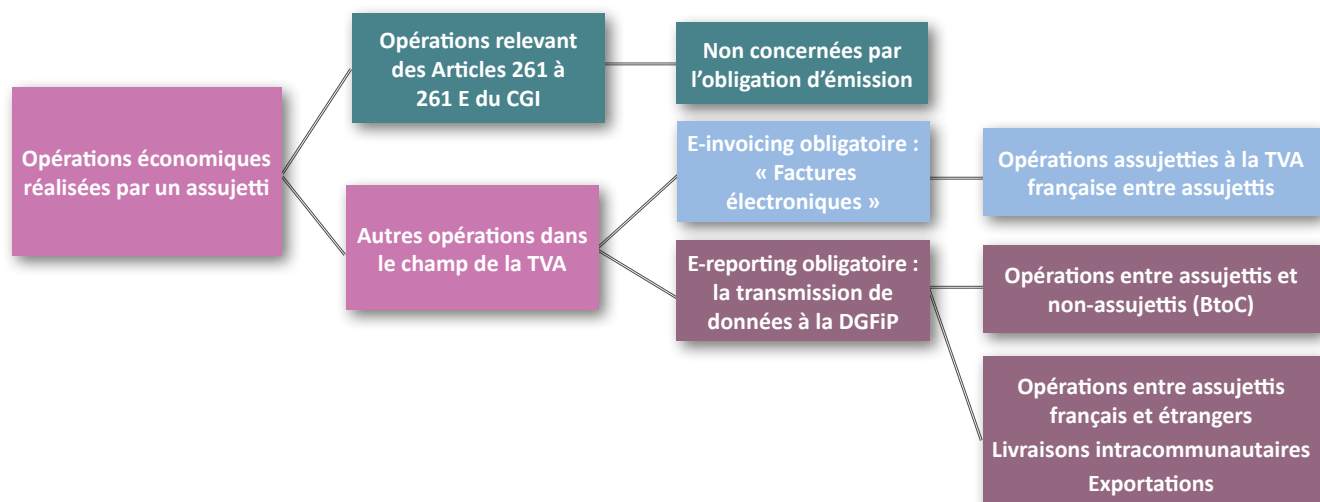 Opérations économiques
réalisées par un assujetti
Opérations relevant
des Articles 261 à
261 E du CGI
Non concernées par
l’obligation d’émission
Autres opérations dans
le champ de la TVA
E-invoicing obligatoire :
« Factures
électroniques »
Opérations assujetties à la TVA
française entre assujettis
E-reporting obligatoire :
la transmission de
données à la DGFiP
Opérations entre assujettis et
non-assujettis (BtoC)
Opérations entre assujettis
français et étrangers
Livraisons intracommunautaires
Exportations